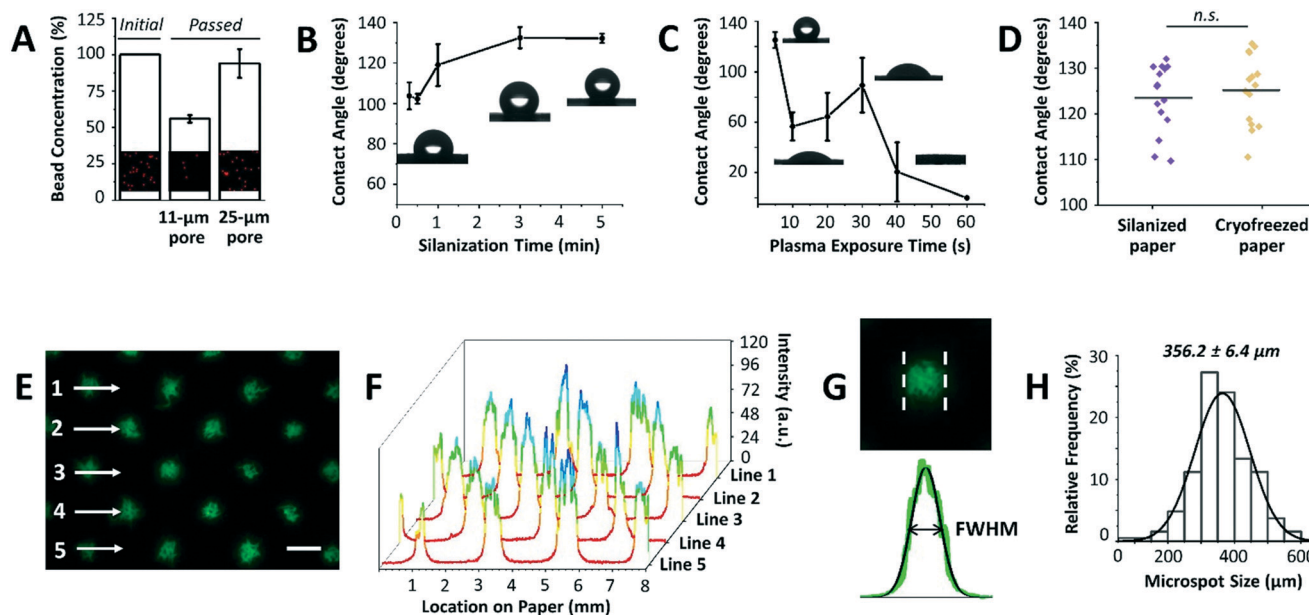 A
Initial
Passed
Bead Concentration (%)
125
100
75
50
25
0
11-μm
pore
25-μm
pore
B
Contact Angle (degrees)
140
120
100
80
60
0
1
2
3
4
5
Silanization Time (min)
C
Contact Angle (degrees)
140
100
60
20
10
20
30
40
50
60
Plasma Exposure Time (s)
D
Contact Angle (degrees)
n.s.
140
130
120
110
100
Silanized
paper
Cryofreezed
paper
E
1
2
3
4
5
F
120
96
72
48
24
0
Intensity (a.u.)
Line 1
Line 2
Line 3
Line 4
Line 5
1
2
3
4
5
6
7
8
Location on Paper (mm)
G
FWHM
H
356.2 ± 6.4 μm
Relative Frequency (%)
30
20
10
0
0
200
400
600
Microspot Size (μm)